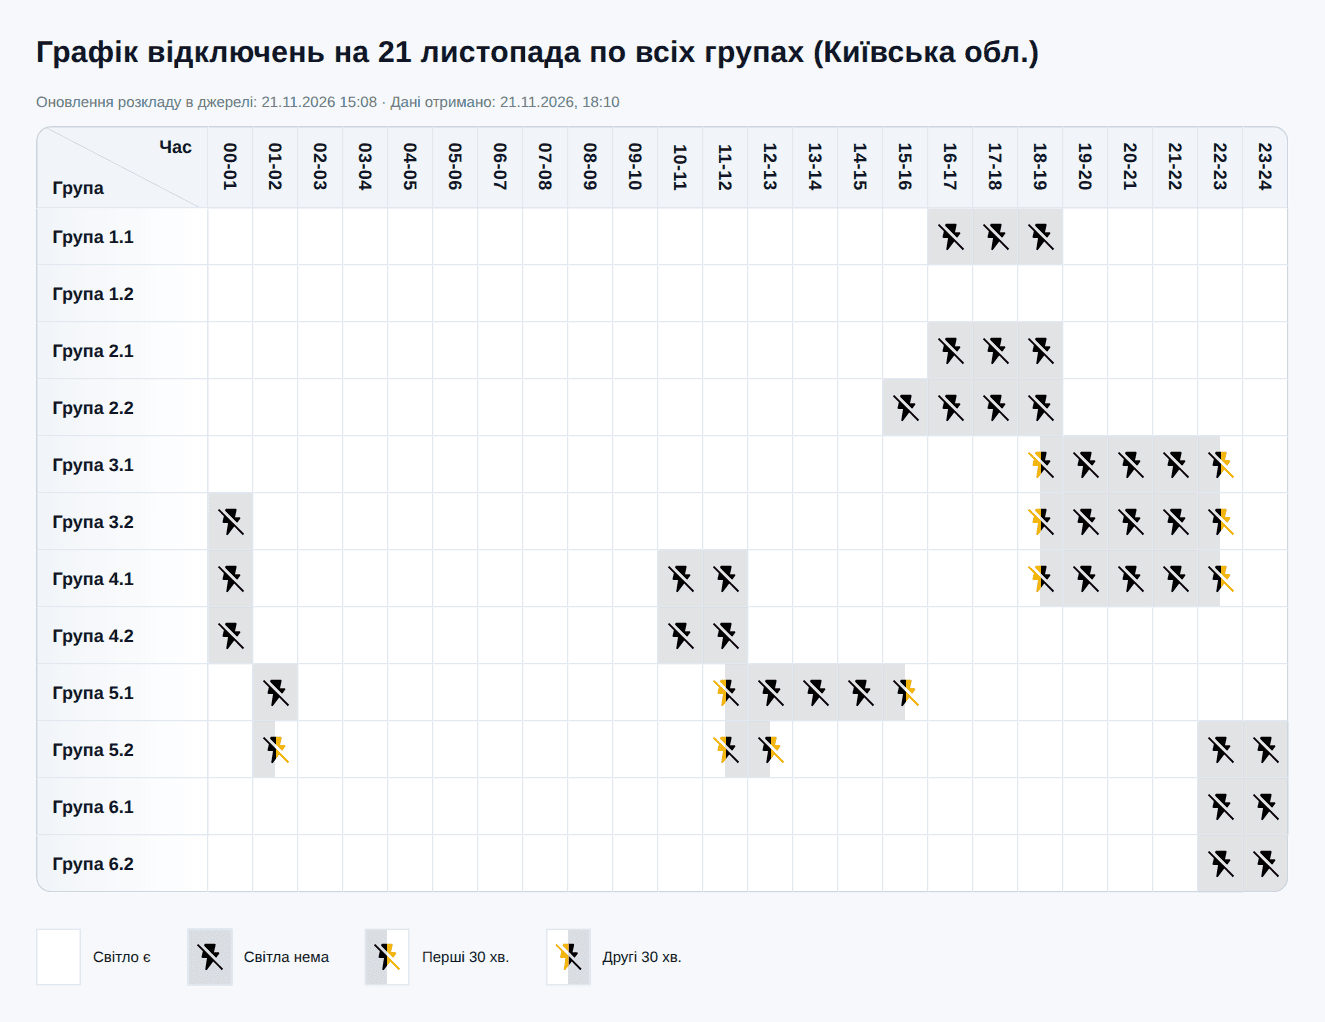 Графік відключень на 21 листопада по всіх групах (Київська обл.)
Оновлення розкладу в джерелі: 21.11.2026 15:08 · Дані отримано: 21.11.2026, 18:10
Час
Група
00-01 01-02 02-03 03-04 04-05 05-06 06-07 07-08 08-09 09-10 10-11 11-12 12-13 13-14 14-15 15-16 16-17 17-18 18-19 19-20 20-21 21-22 22-23 23-24
Група 1.1
Група 1.2
Група 2.1
Група 2.2
Група 3.1
Група 3.2
Група 4.1
Група 4.2
Група 5.1
Група 5.2
Група 6.1
Група 6.2
Світло є Світла нема Перші 30 хв. Другі 30 хв.